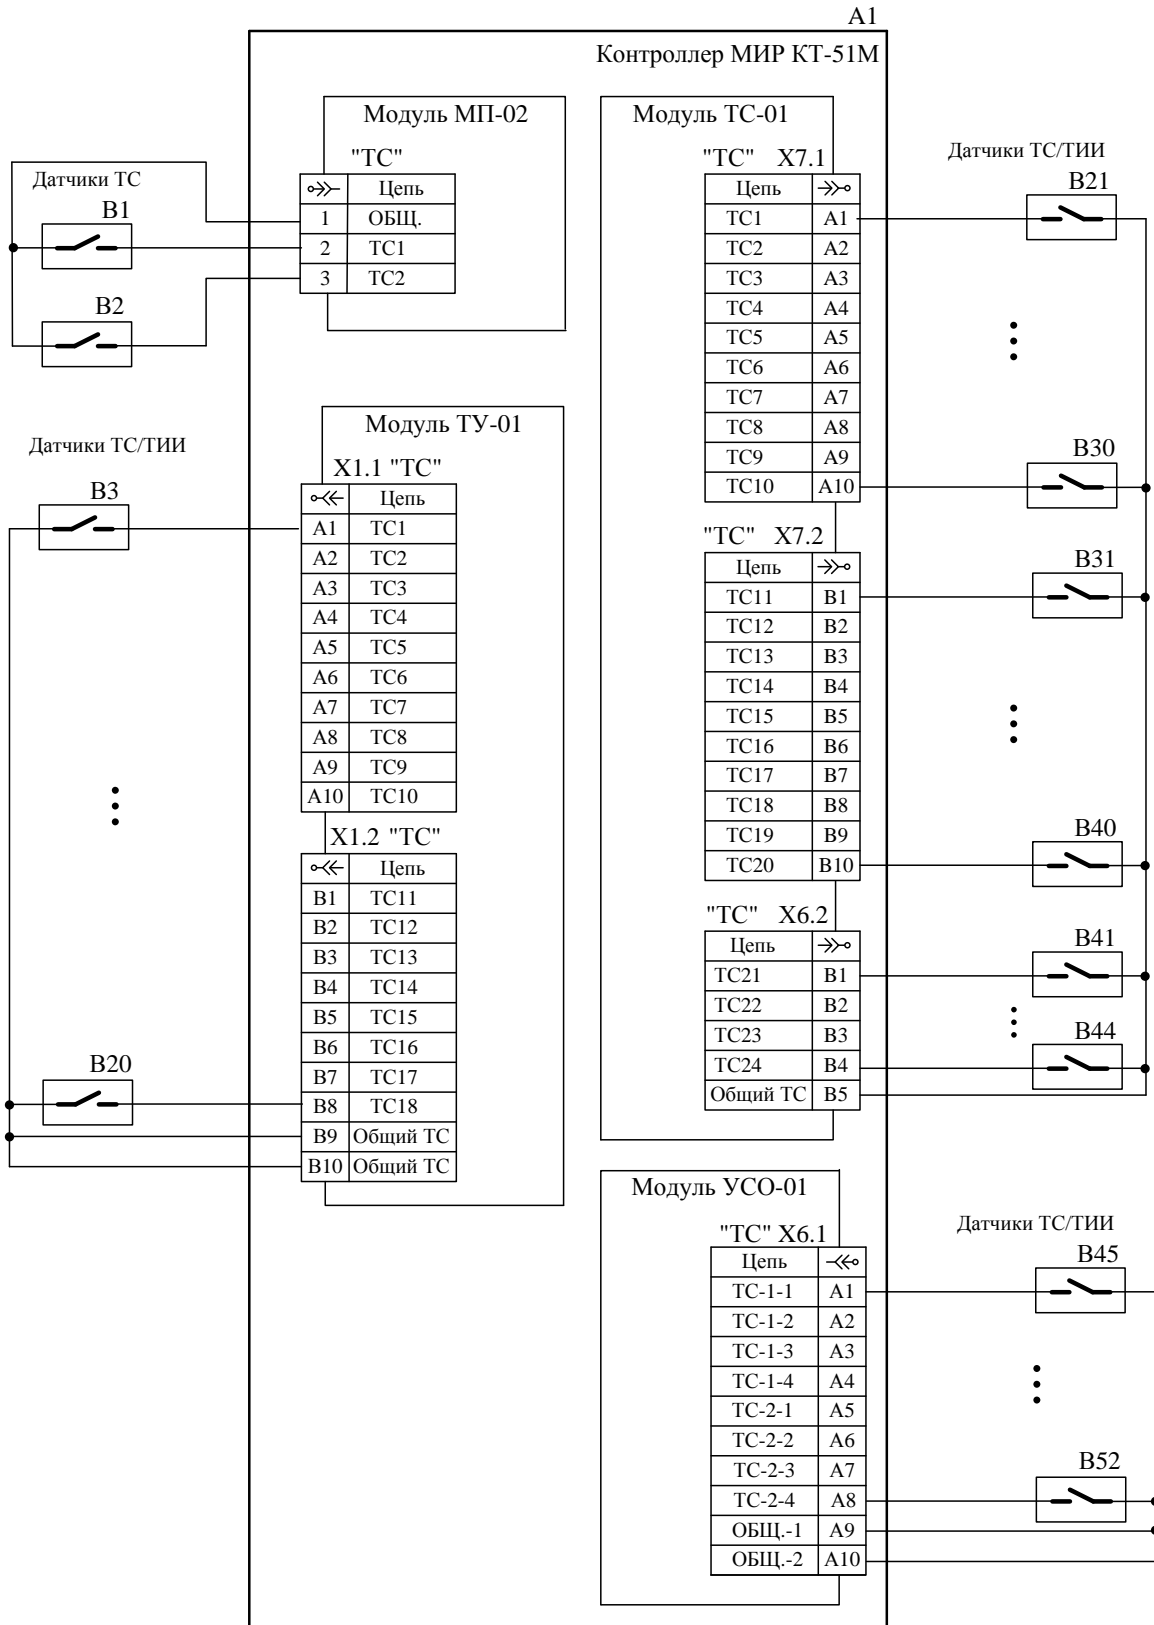 A1
Контроллер МИР КТ-51М
Модуль МП-02
"ТС"
Цепь
1 ОБЩ.
2 ТС1
3 ТС2
Датчики ТС
B1
B2
Модуль ТУ-01
Датчики ТС/ТИИ
X1.1 "ТС"
Цепь
A1 ТС1
A2 ТС2
A3 ТС3
A4 ТС4
A5 ТС5
A6 ТС6
A7 ТС7
A8 ТС8
A9 ТС9
A10 ТС10
B3
X1.2 "ТС"
Цепь
B1 ТС11
B2 ТС12
B3 ТС13
B4 ТС14
B5 ТС15
B6 ТС16
B7 ТС17
B8 ТС18
B9 Общий ТС
B10 Общий ТС
B20
Модуль ТС-01
"ТС" X7.1
Цепь
ТС1 A1
ТС2 A2
ТС3 A3
ТС4 A4
ТС5 A5
ТС6 A6
ТС7 A7
ТС8 A8
ТС9 A9
ТС10 A10
Датчики ТС/ТИИ
B21
B30
"ТС" X7.2
Цепь
ТС11 B1
ТС12 B2
ТС13 B3
ТС14 B4
ТС15 B5
ТС16 B6
ТС17 B7
ТС18 B8
ТС19 B9
ТС20 B10
B31
B40
"ТС" X6.2
Цепь
ТС21 B1
ТС22 B2
ТС23 B3
ТС24 B4
Общий ТС B5
B41
B44
Модуль УСО-01
"ТС" X6.1
Цепь
ТС-1-1 A1
ТС-1-2 A2
ТС-1-3 A3
ТС-1-4 A4
ТС-2-1 A5
ТС-2-2 A6
ТС-2-3 A7
ТС-2-4 A8
ОБЩ.-1 A9
ОБЩ.-2 A10
Датчики ТС/ТИИ
B45
B52